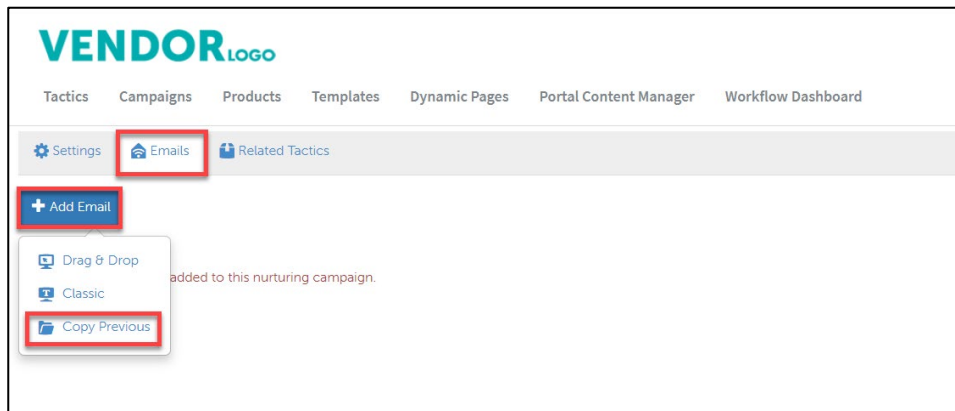 VENDOR LOGO
Tactics Campaigns Products Templates Dynamic Pages Portal Content Manager Workflow Dashboard
Settings Emails Related Tactics
+ Add Email
Drag & Drop
added to this nurturing campaign.
Classic
Copy Previous